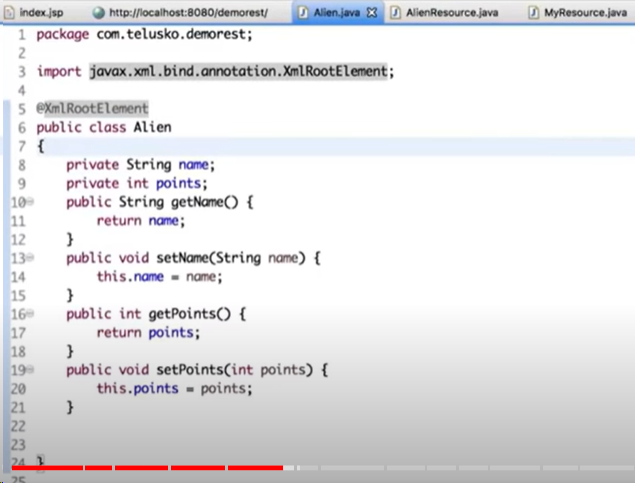 index.jsp http://localhost:8080/demorest/ Alien.java AlienResource.java MyResource.java
1 package com.telusko.demorest;
2
3 import javax.xml.bind.annotation.XmlRootElement;
4
5 @XmlRootElement
6 public class Alien
7 {
8 private String name;
9 private int points;
10 public String getName() {
11 return name;
12 }
13 public void setName(String name) {
14 this.name = name;
15 }
16 public int getPoints() {
17 return points;
18 }
19 public void setPoints(int points) {
20 this.points = points;
21 }
22
23
24 }
25